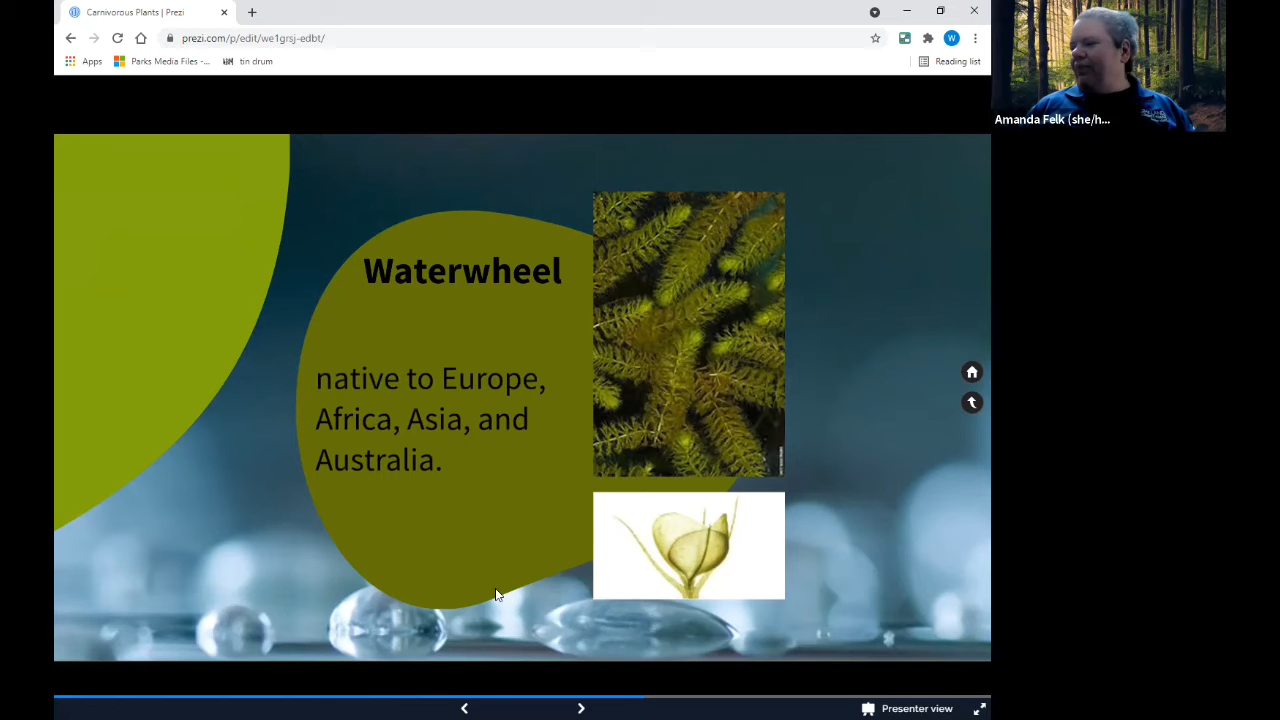 Carnivorous Plants | Prezi
prezi.com/p/edit/we1grsj-edbt/
W
Apps
Parks Media Files -...
tin drum
Reading list
Amanda Felk (she/h...
Waterwheel
native to Europe,
Africa, Asia, and
Australia.
Presenter view